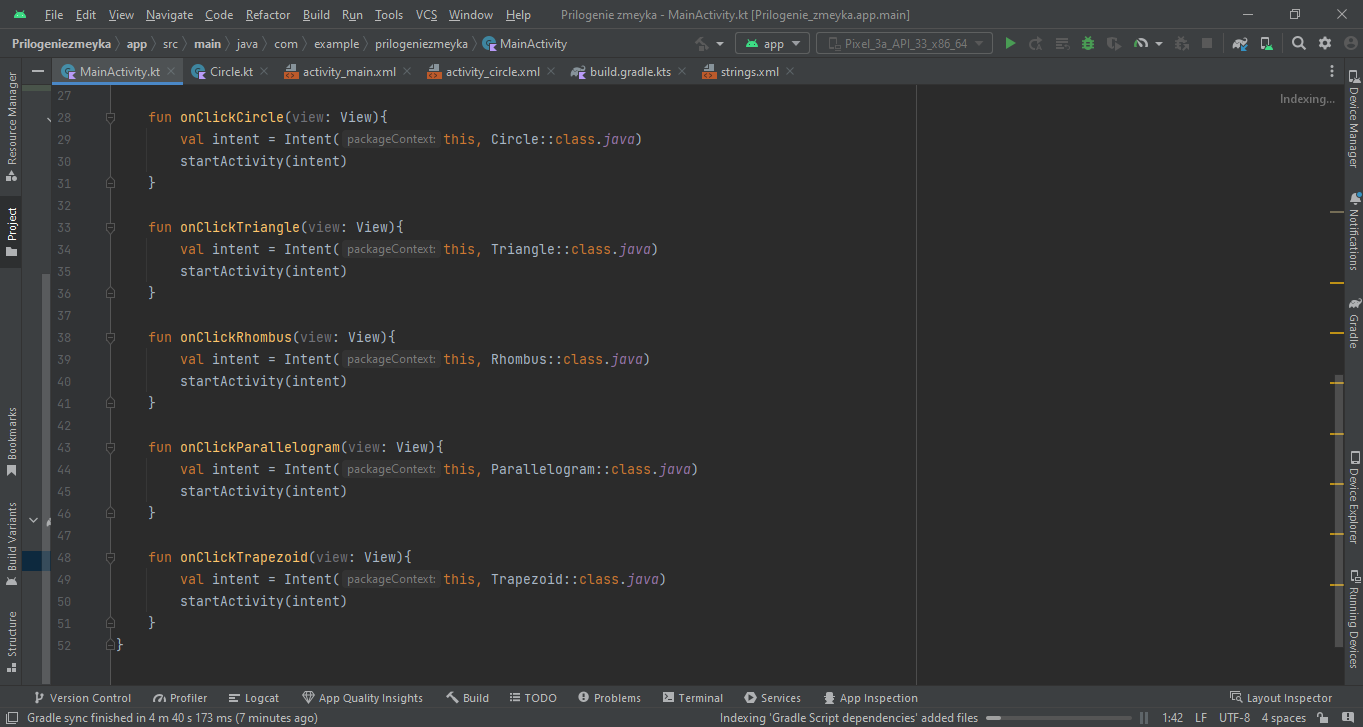 File Edit View Navigate Code Refactor Build Run Tools VCS Window Help Prilogenie zmeyka - MainActivity.kt [Prilogenie_zmeyka.app.main]
Prilogeniezmeyka app src main java com example prilogeniezmeyka MainActivity app Pixel_3a_API_33_x86_64
MainActivity.kt Circle.kt activity_main.xml activity_circle.xml build.gradle.kts strings.xml
Resource Manager
Project
Bookmarks
Build Variants
Structure
Indexing...
27
28 fun onClickCircle(view: View){
29 val intent = Intent( packageContext: this, Circle::class.java)
30 startActivity(intent)
31 }
32
33 fun onClickTriangle(view: View){
34 val intent = Intent( packageContext: this, Triangle::class.java)
35 startActivity(intent)
36 }
37
38 fun onClickRhombus(view: View){
39 val intent = Intent( packageContext: this, Rhombus::class.java)
40 startActivity(intent)
41 }
42
43 fun onClickParallelogram(view: View){
44 val intent = Intent( packageContext: this, Parallelogram::class.java)
45 startActivity(intent)
46 }
47
48 fun onClickTrapezoid(view: View){
49 val intent = Intent( packageContext: this, Trapezoid::class.java)
50 startActivity(intent)
51 }
52 }
Device Manager
Notifications
Gradle
Device Explorer
Running Devices
Version Control Profiler Logcat App Quality Insights Build TODO Problems Terminal Services App Inspection Layout Inspector
Gradle sync finished in 4 m 40 s 173 ms (7 minutes ago) Indexing 'Gradle Script dependencies' added files 1:42 LF UTF-8 4 spaces